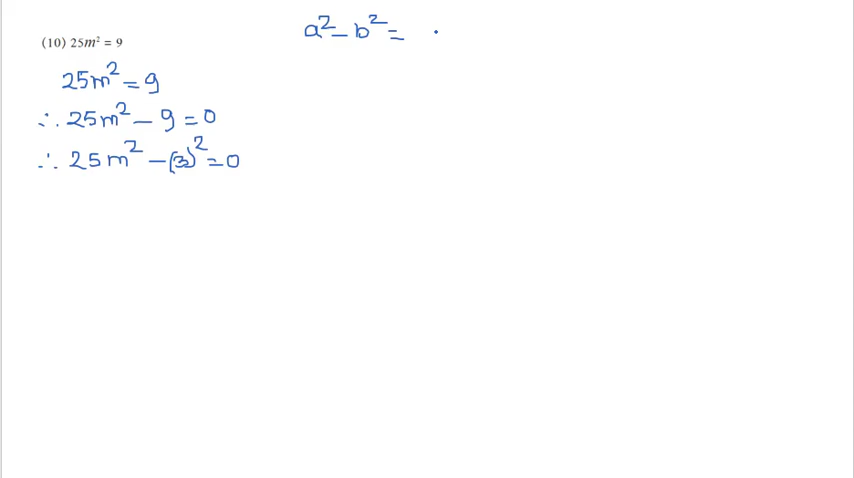 a² - b² =
(10) 25m² = 9
25m² = 9
∴ 25m² - 9 = 0
∴ 25m² - (3)² = 0